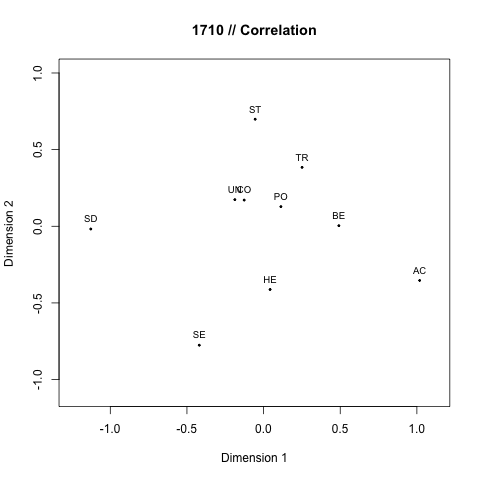 1710 // Correlation
1.0
0.5
0.0
-0.5
-1.0
Dimension 2
ST
TR
UN
CO
PO
SD
BE
AC
HE
SE
-1.0
-0.5
0.0
0.5
1.0
Dimension 1